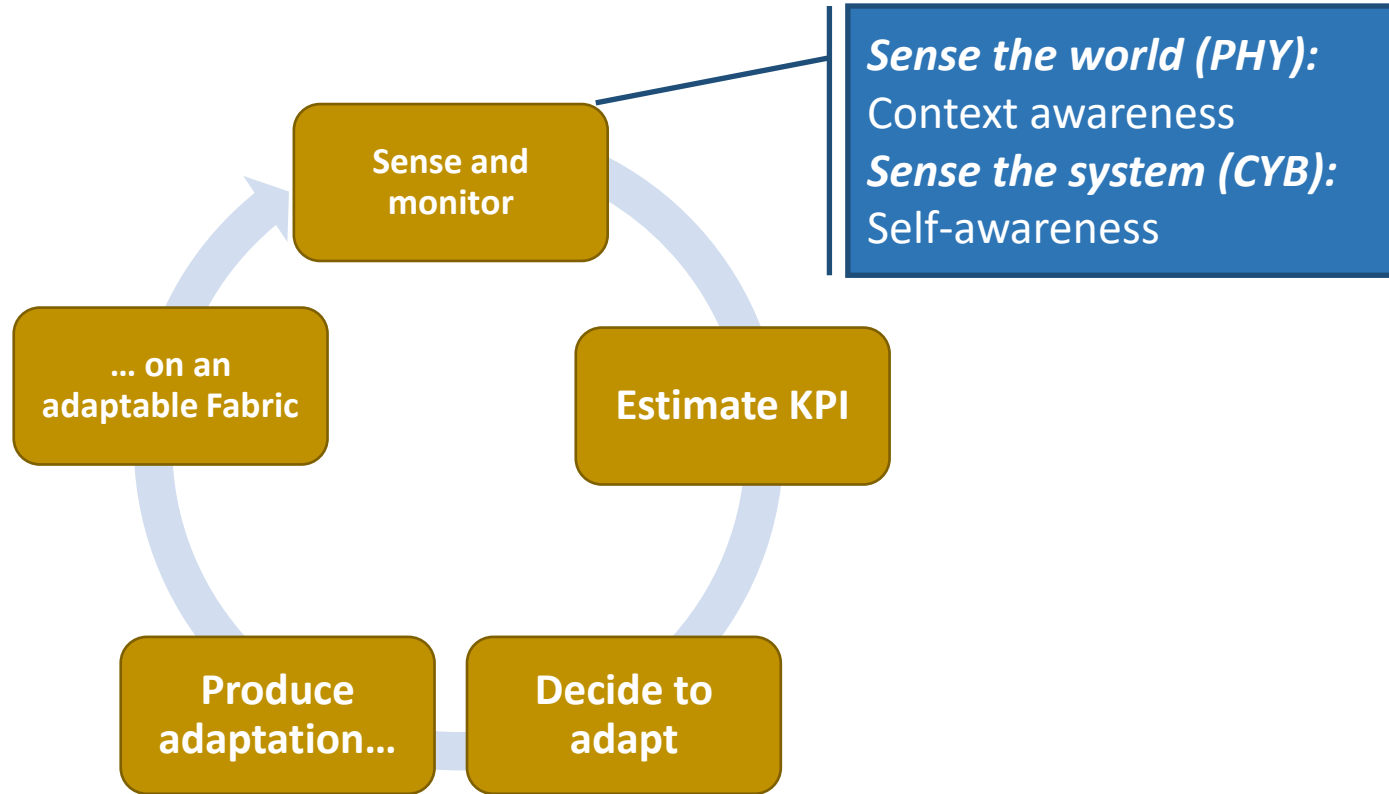 Sense the world (PHY):
Context awareness
Sense the system (CYB):
Self-awareness
Sense and
monitor
Estimate KPI
Decide to
adapt
Produce
adaptation…
… on an
adaptable Fabric